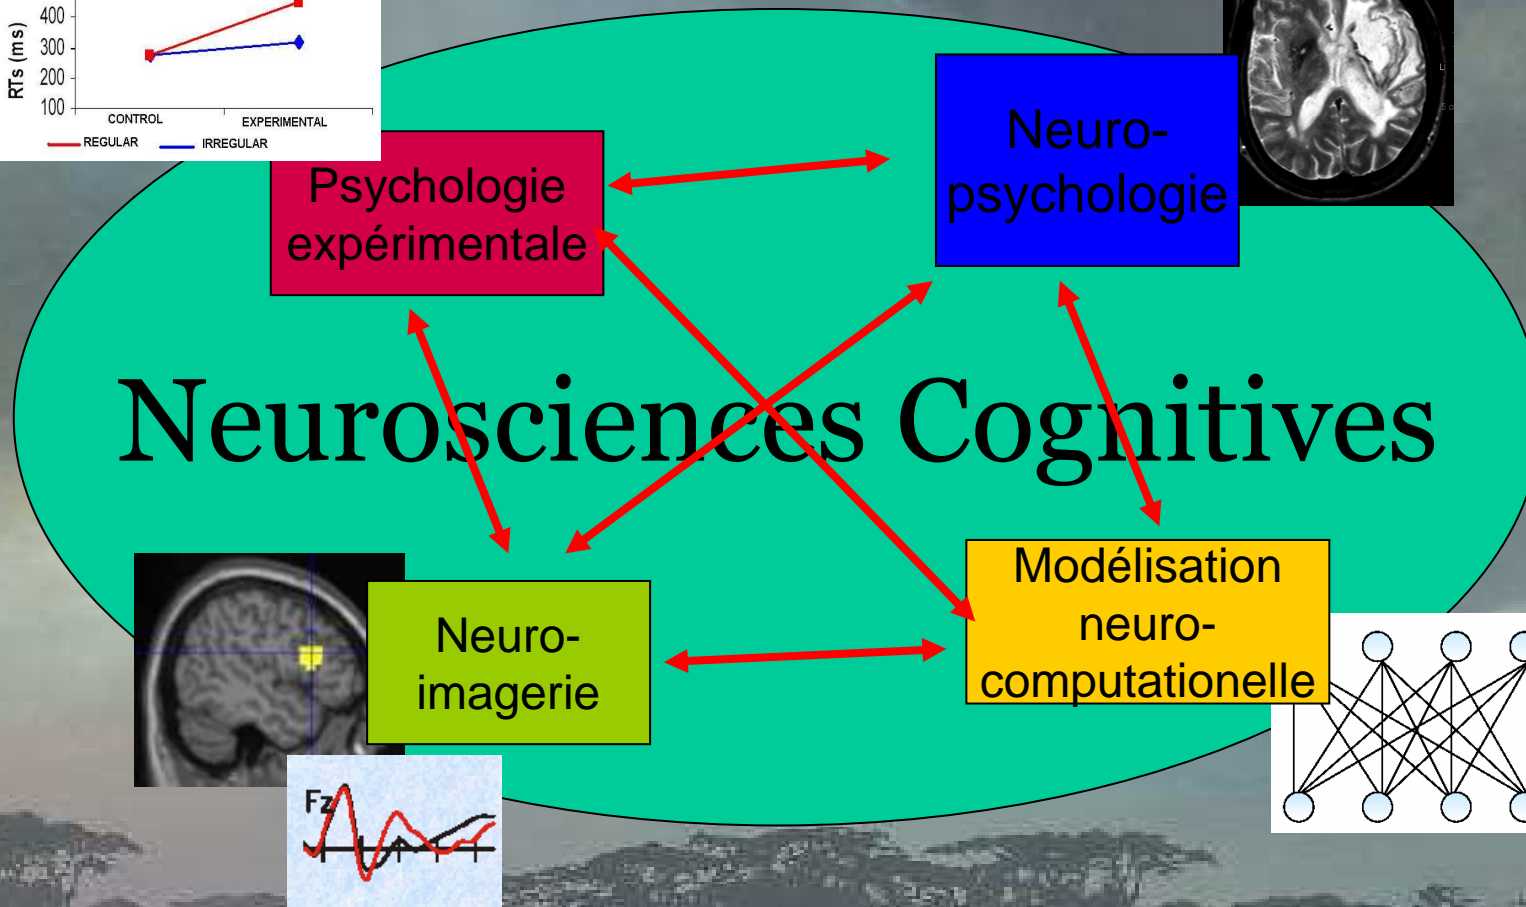 400
300
200
100
RTs (ms)
CONTROL EXPERIMENTAL
REGULAR IRREGULAR
Psychologie
expérimentale
Neuro-
psychologie
L
Neurosciences Cognitives
Neuro-
imagerie
Modélisation
neuro-
computationelle
Fz